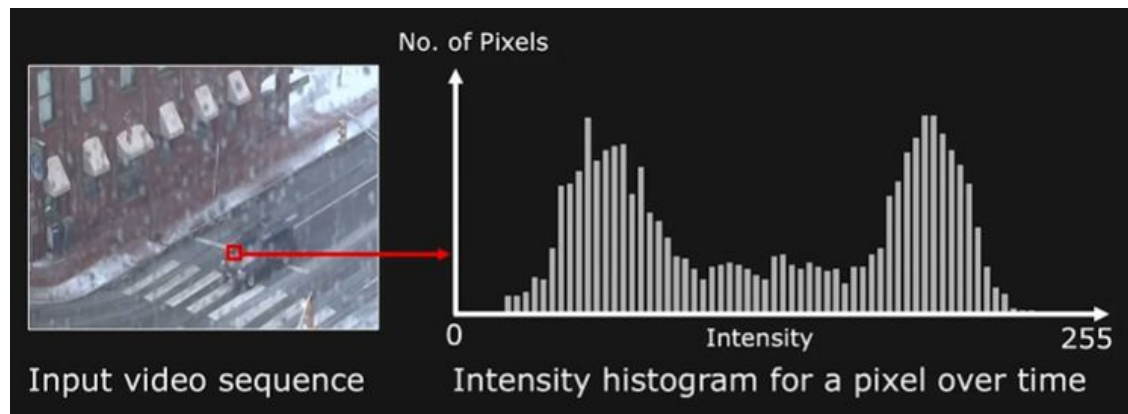 No. of Pixels
0
Intensity
255
Input video sequence
Intensity histogram for a pixel over time